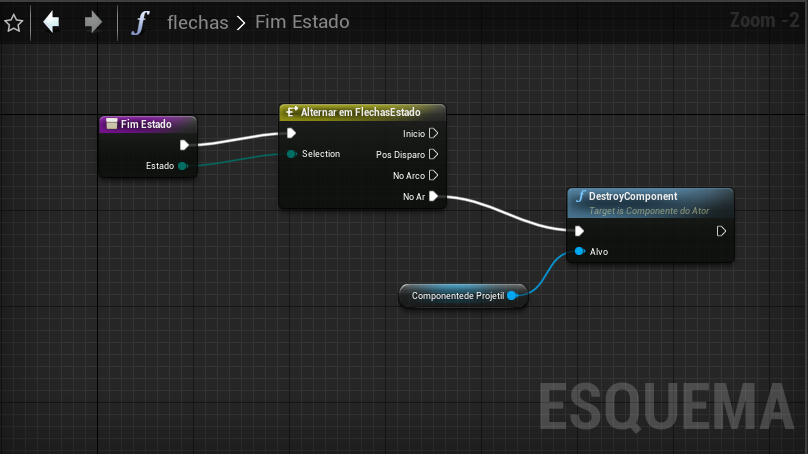 flechas > Fim Estado
Zoom -2
Fim Estado
Estado
Alternar em FlechasEstado
Inicio
Selection
Pos Disparo
No Arco
No Ar
DestroyComponent
Target is Componente do Ator
Alvo
Componentede Projetil
ESQUEMA